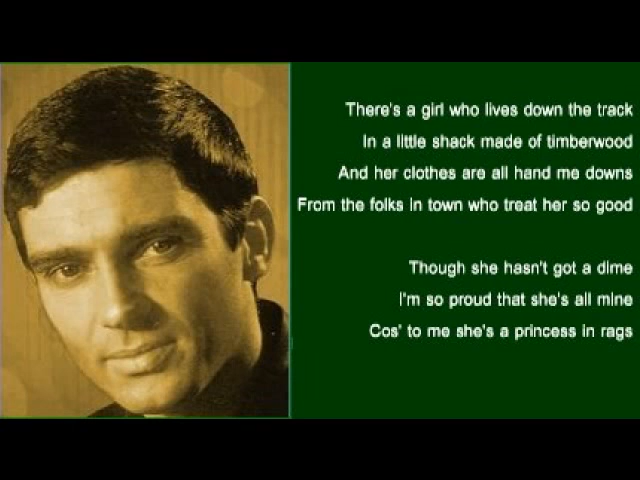 There's a girl who lives down the track
In a little shack made of timberwood
And her clothes are all hand me downs
From the folks in town who treat her so good
Though she hasn't got a dime
I'm so proud that she's all mine
Cos' to me she's a princess in rags